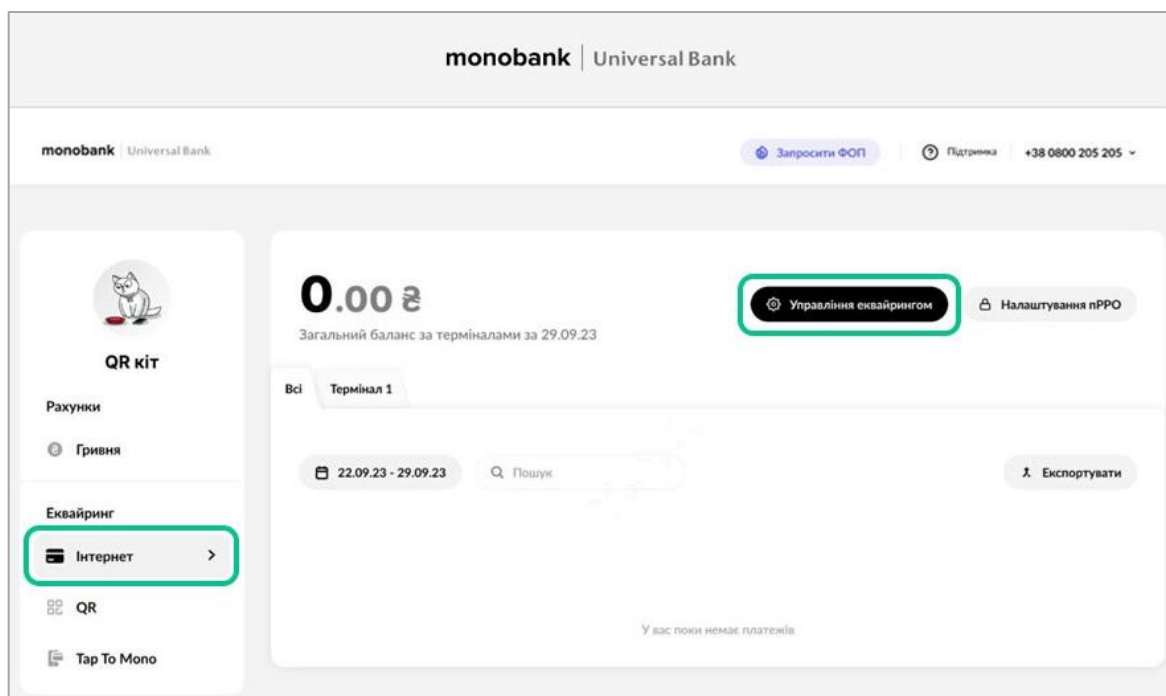 monobank | Universal Bank
monobank | Universal Bank
Запросити ФОП
Підтримка
+38 0800 205 205
QR кіт
Рахунки
Гривня
Еквайринг
Інтернет
QR
Tap To Mono
0.00 ₴
Загальний баланс за терміналами за 29.09.23
Управління еквайрингом
Налаштування пРРО
Всі
Термінал 1
22.09.23 - 29.09.23
Пошук
Експортувати
У вас поки немає платежів